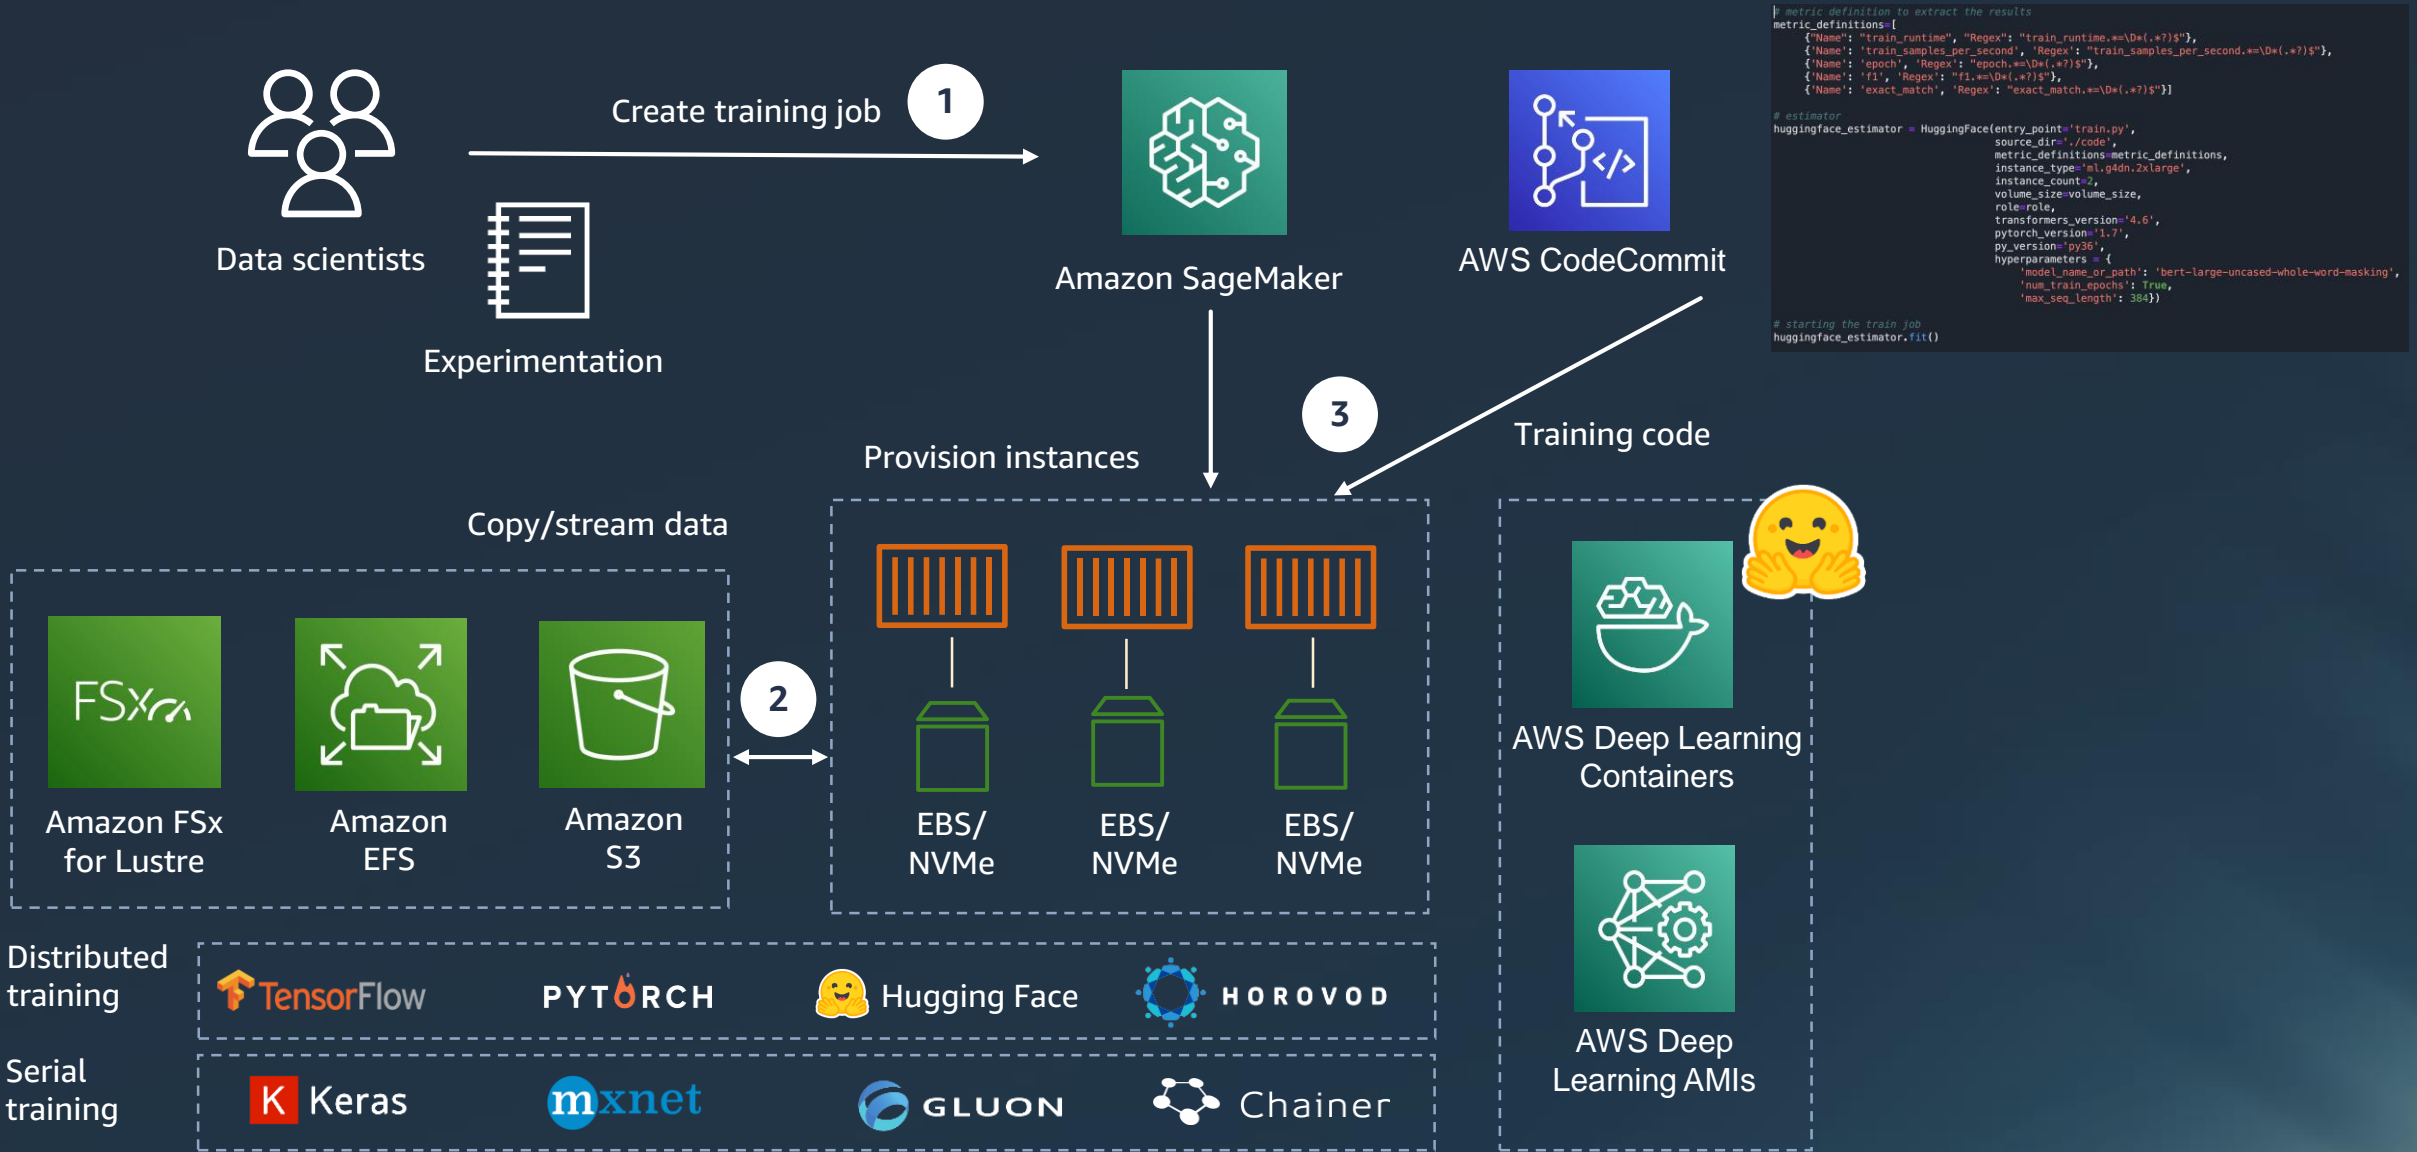 # metric definition to extract the results
metric_definitions=[
{"Name": "train_runtime", "Regex": "train_runtime.*=\D*(.*?)$"},
{'Name': 'train_samples_per_second', 'Regex': "train_samples_per_second.*=\D*(.*?)$"},
{'Name': 'epoch', 'Regex': "epoch.*=\D*(.*?)$"},
{'Name': 'f1', 'Regex': "f1.*=\D*(.*?)$"},
{'Name': 'exact_match', 'Regex': "exact_match.*=\D*(.*?)$"}]
# estimator
huggingface_estimator = HuggingFace(entry_point='train.py',
source_dir='./code',
metric_definitions=metric_definitions,
instance_type='ml.g4dn.2xlarge',
instance_count=2,
volume_size=volume_size,
role=role,
transformers_version='4.6',
pytorch_version='1.7',
py_version='py36',
hyperparameters = {
'model_name_or_path': 'bert-large-uncased-whole-word-masking',
'num_train_epochs': True,
'max_seq_length': 384})
# starting the train job
huggingface_estimator.fit()
Create training job
1
Data scientists
Experimentation
Amazon SageMaker
AWS CodeCommit
3
Training code
Provision instances
Copy/stream data
2
FSx
Amazon FSx
for Lustre
Amazon
EFS
Amazon
S3
EBS/
NVMe
EBS/
NVMe
EBS/
NVMe
AWS Deep Learning
Containers
AWS Deep
Learning AMIs
Distributed
training
TensorFlow
PYTORCH
Hugging Face
HOROVOD
Serial
training
K Keras
mxnet
GLUON
Chainer